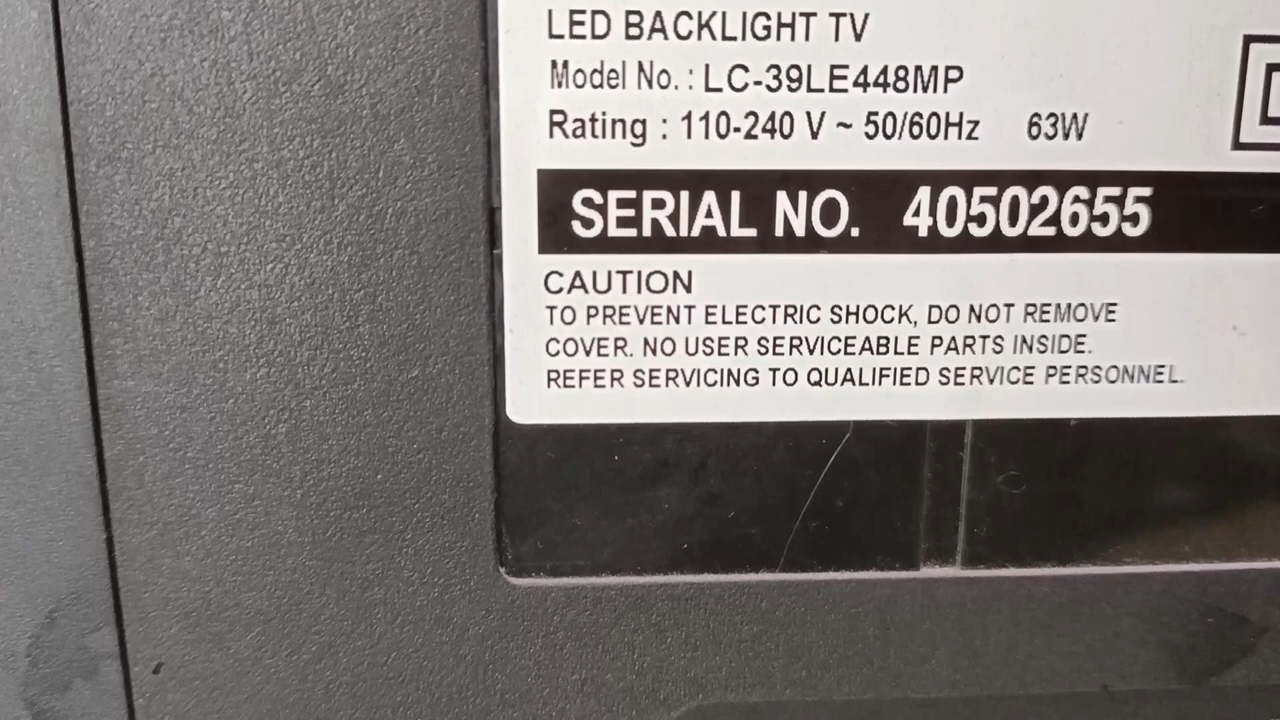 LED BACKLIGHT TV
Model No. : LC-39LE448MP
Rating : 110-240 V ~ 50/60Hz 63W
SERIAL NO. 40502655
CAUTION
TO PREVENT ELECTRIC SHOCK, DO NOT REMOVE
COVER. NO USER SERVICEABLE PARTS INSIDE.
REFER SERVICING TO QUALIFIED SERVICE PERSONNEL.